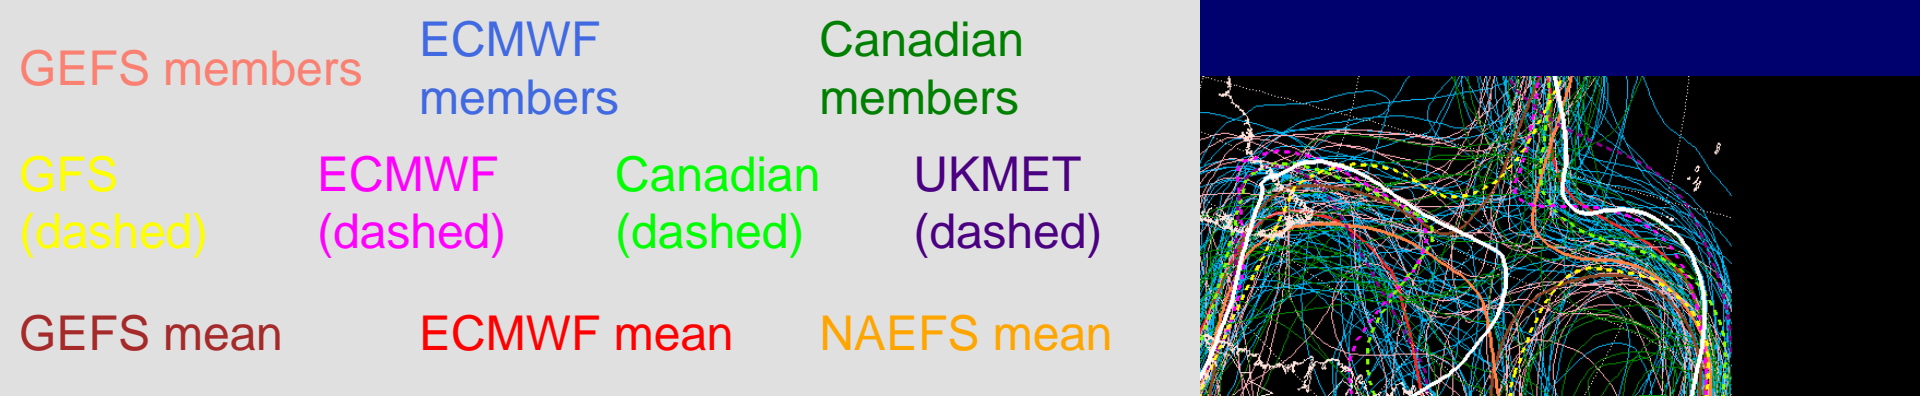 GEFS members
ECMWF
members
Canadian
members
GFS
(dashed)
ECMWF
(dashed)
Canadian
(dashed)
UKMET
(dashed)
GEFS mean
ECMWF mean
NAEFS mean